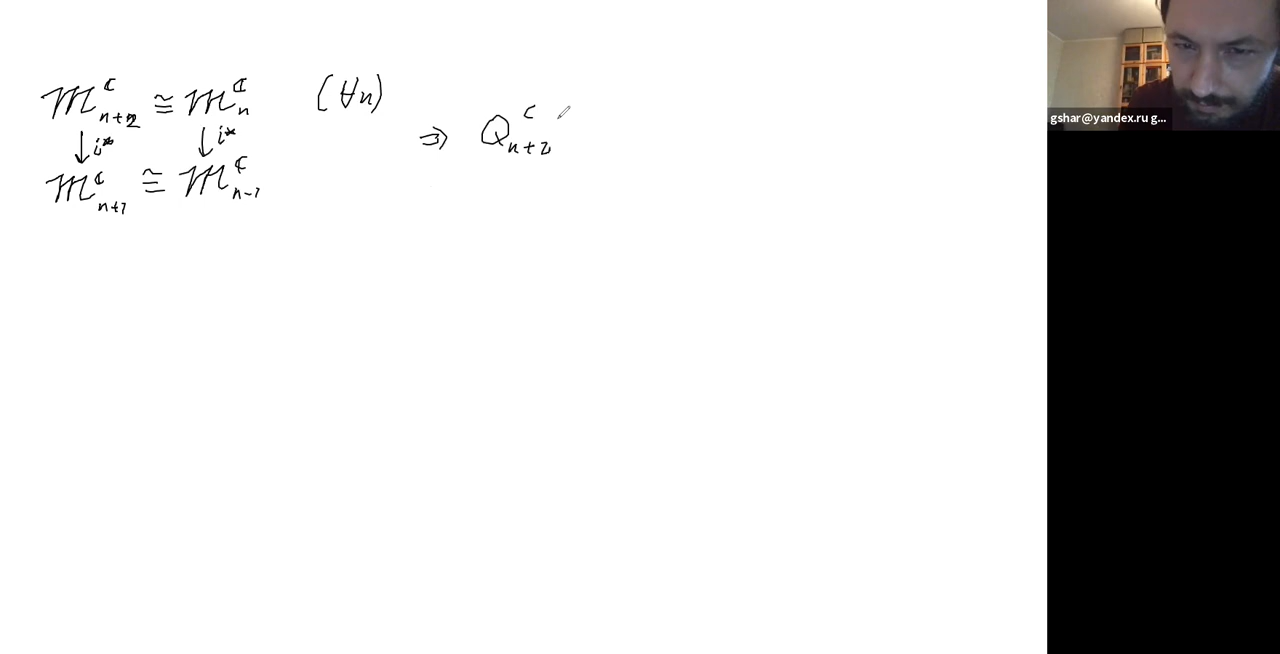 𝓜^ℂ_{n+2} ≅ 𝓜^ℂ_n (∀n)
↓i* ↓i* ⇒ Q^ℂ_{n+2}
𝓜^ℂ_{n+1} ≅ 𝓜^ℂ_{n-1}
gshar@yandex.ru g...